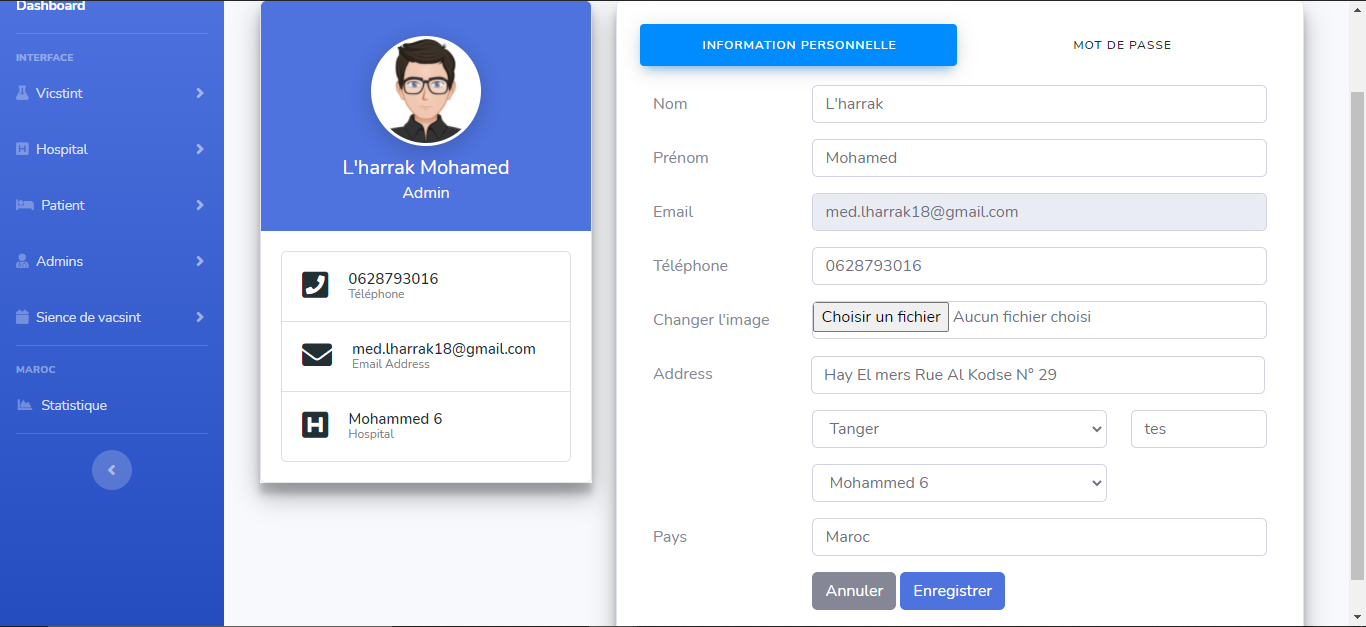 Dashboard
INTERFACE
Vicstint
Hospital
Patient
Admins
Sience de vacsint
MAROC
Statistique
L'harrak Mohamed
Admin
0628793016
Téléphone
med.lharrak18@gmail.com
Email Address
Mohammed 6
Hospital
INFORMATION PERSONNELLE
MOT DE PASSE
Nom
L'harrak
Prénom
Mohamed
Email
med.lharrak18@gmail.com
Téléphone
0628793016
Changer l'image
Choisir un fichier Aucun fichier choisi
Address
Hay El mers Rue Al Kodse N° 29
Tanger
tes
Mohammed 6
Pays
Maroc
Annuler
Enregistrer